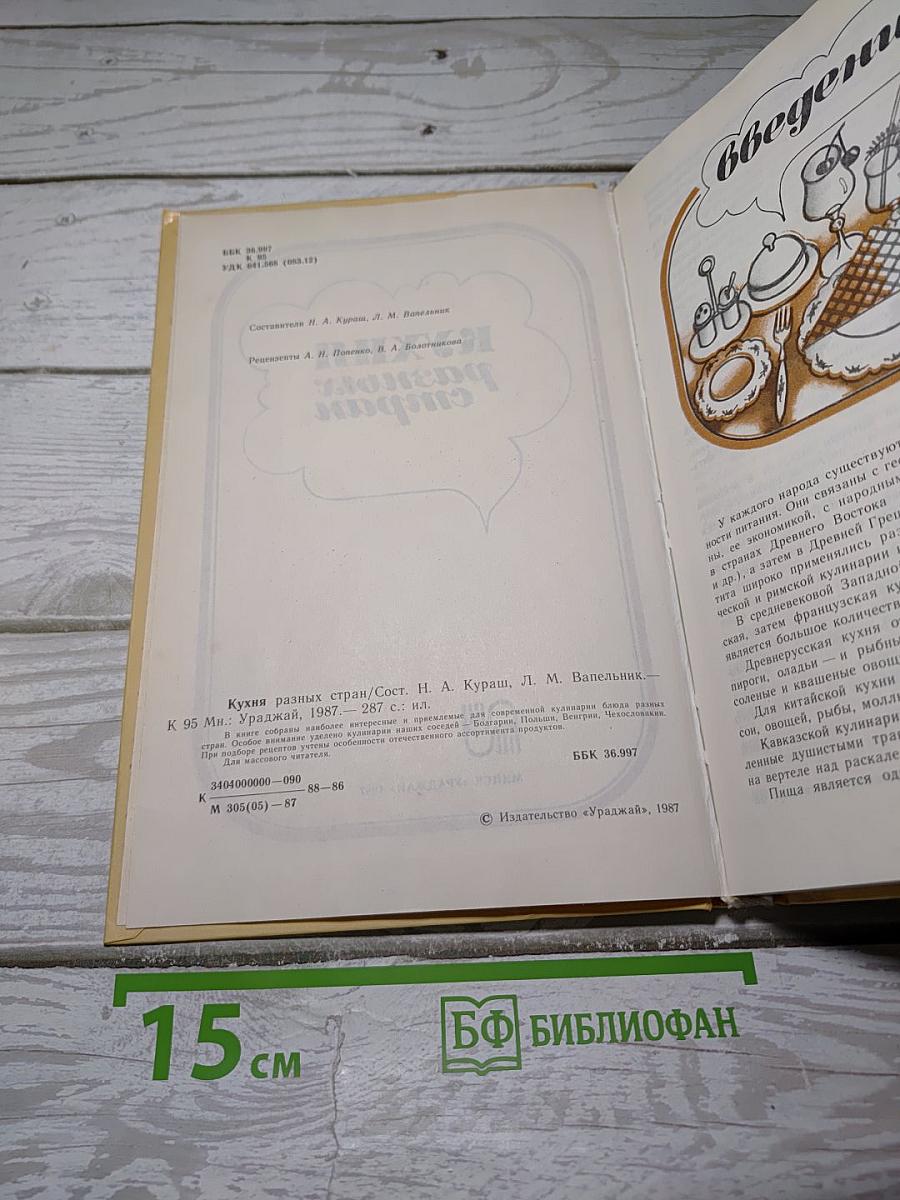 ББК 36.997
К 95
УДК 641.568 (083.12)
Составители Н. А. Кураш, Л. М. Вапельник
Рецензенты А. Н. Попенко, В. А. Болотникова
Кухня разных стран/Сост. Н. А. Кураш, Л. М. Вапельник.—
К 95 Мн.: Ураджай, 1987.— 287 с.: ил.
В книге собраны наиболее интересные и приемлемые для современной кулинарии блюда разных
стран. Особое внимание уделено кулинарии наших соседей — Болгарии, Польши, Венгрии, Чехословакии.
При подборе рецептов учтены особенности отечественного ассортимента продуктов.
Для массового читателя.
К 3404000000—090 88—86
М 305(05)—87
ББК 36.997
© Издательство «Ураджай», 1987
введени
У каждого народа существуют
ности питания. Они связаны с гео
ны, ее экономикой, с народным
в странах Древнего Востока
и др.), а затем в Древней Грец
тита широко применялись раз
ческой и римской кулинарии
В средневековой Западной
ская, затем французская ку
является большое количеств
Древнерусская кухня о
пироги, оладьи — и рыбны
соленые и квашеные овощ
Для китайской кухни
сои, овощей, рыбы, молл
Кавказской кулинари
ленные душистыми трав
на вертеле над раскале
Пища является од
15 см
БФ БИБЛИОФАН